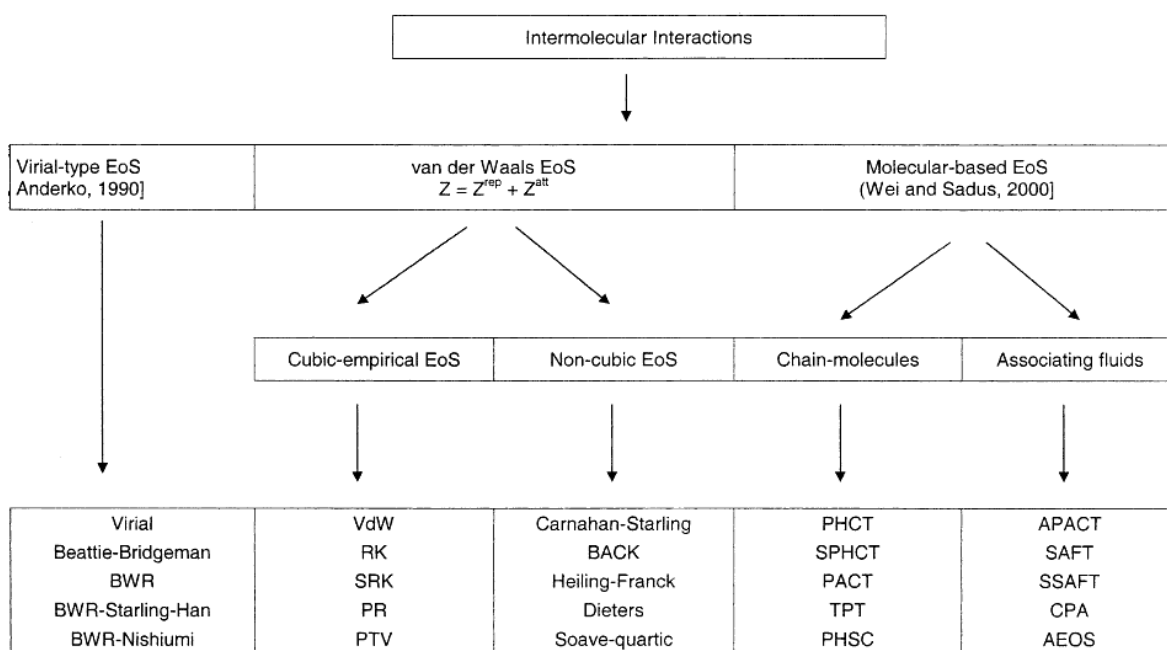 Intermolecular Interactions
Virial-type EoS
Anderko, 1990]
van der Waals EoS
Z = Z^rep + Z^att
Molecular-based EoS
(Wei and Sadus, 2000]
Cubic-empirical EoS
Non-cubic EoS
Chain-molecules
Associating fluids
Virial
Beattie-Bridgeman
BWR
BWR-Starling-Han
BWR-Nishiumi
VdW
RK
SRK
PR
PTV
Carnahan-Starling
BACK
Heiling-Franck
Dieters
Soave-quartic
PHCT
SPHCT
PACT
TPT
PHSC
APACT
SAFT
SSAFT
CPA
AEOS